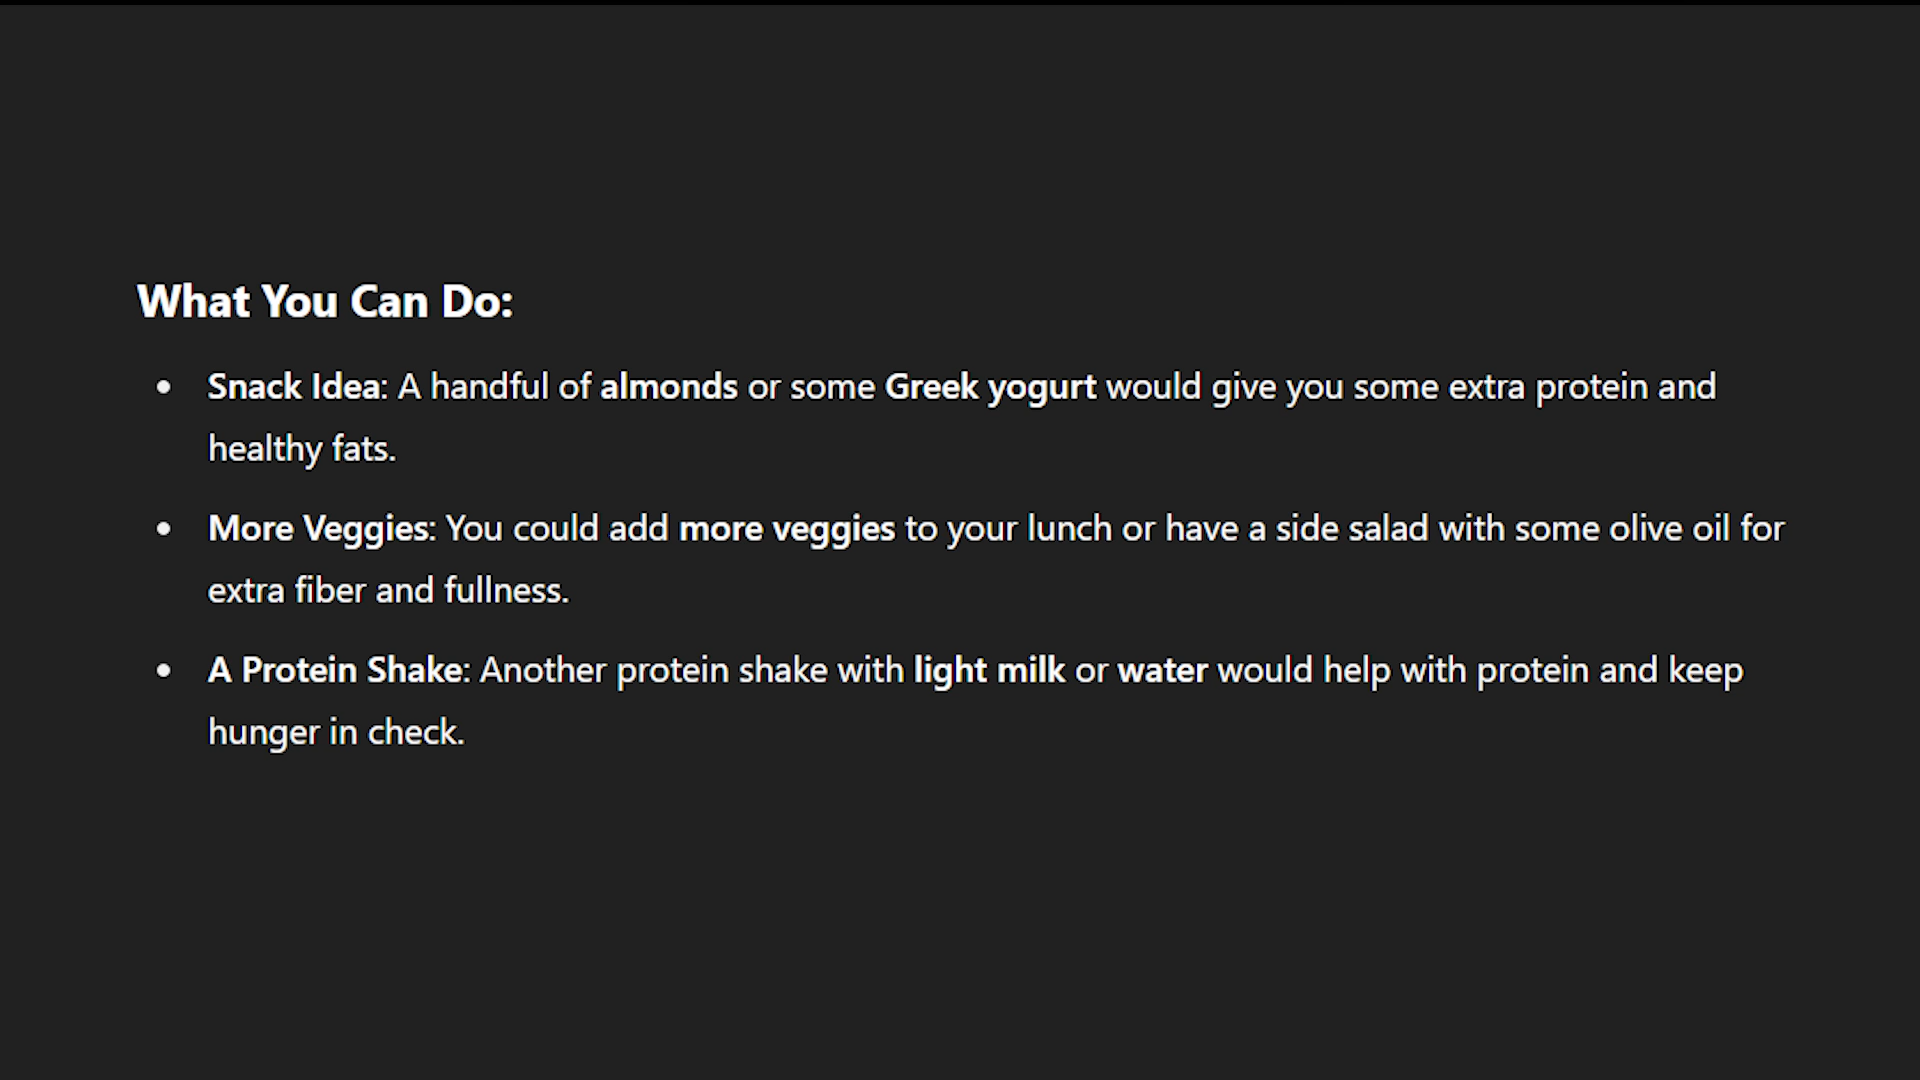 What You Can Do:
• Snack Idea: A handful of almonds or some Greek yogurt would give you some extra protein and
healthy fats.
• More Veggies: You could add more veggies to your lunch or have a side salad with some olive oil for
extra fiber and fullness.
• A Protein Shake: Another protein shake with light milk or water would help with protein and keep
hunger in check.